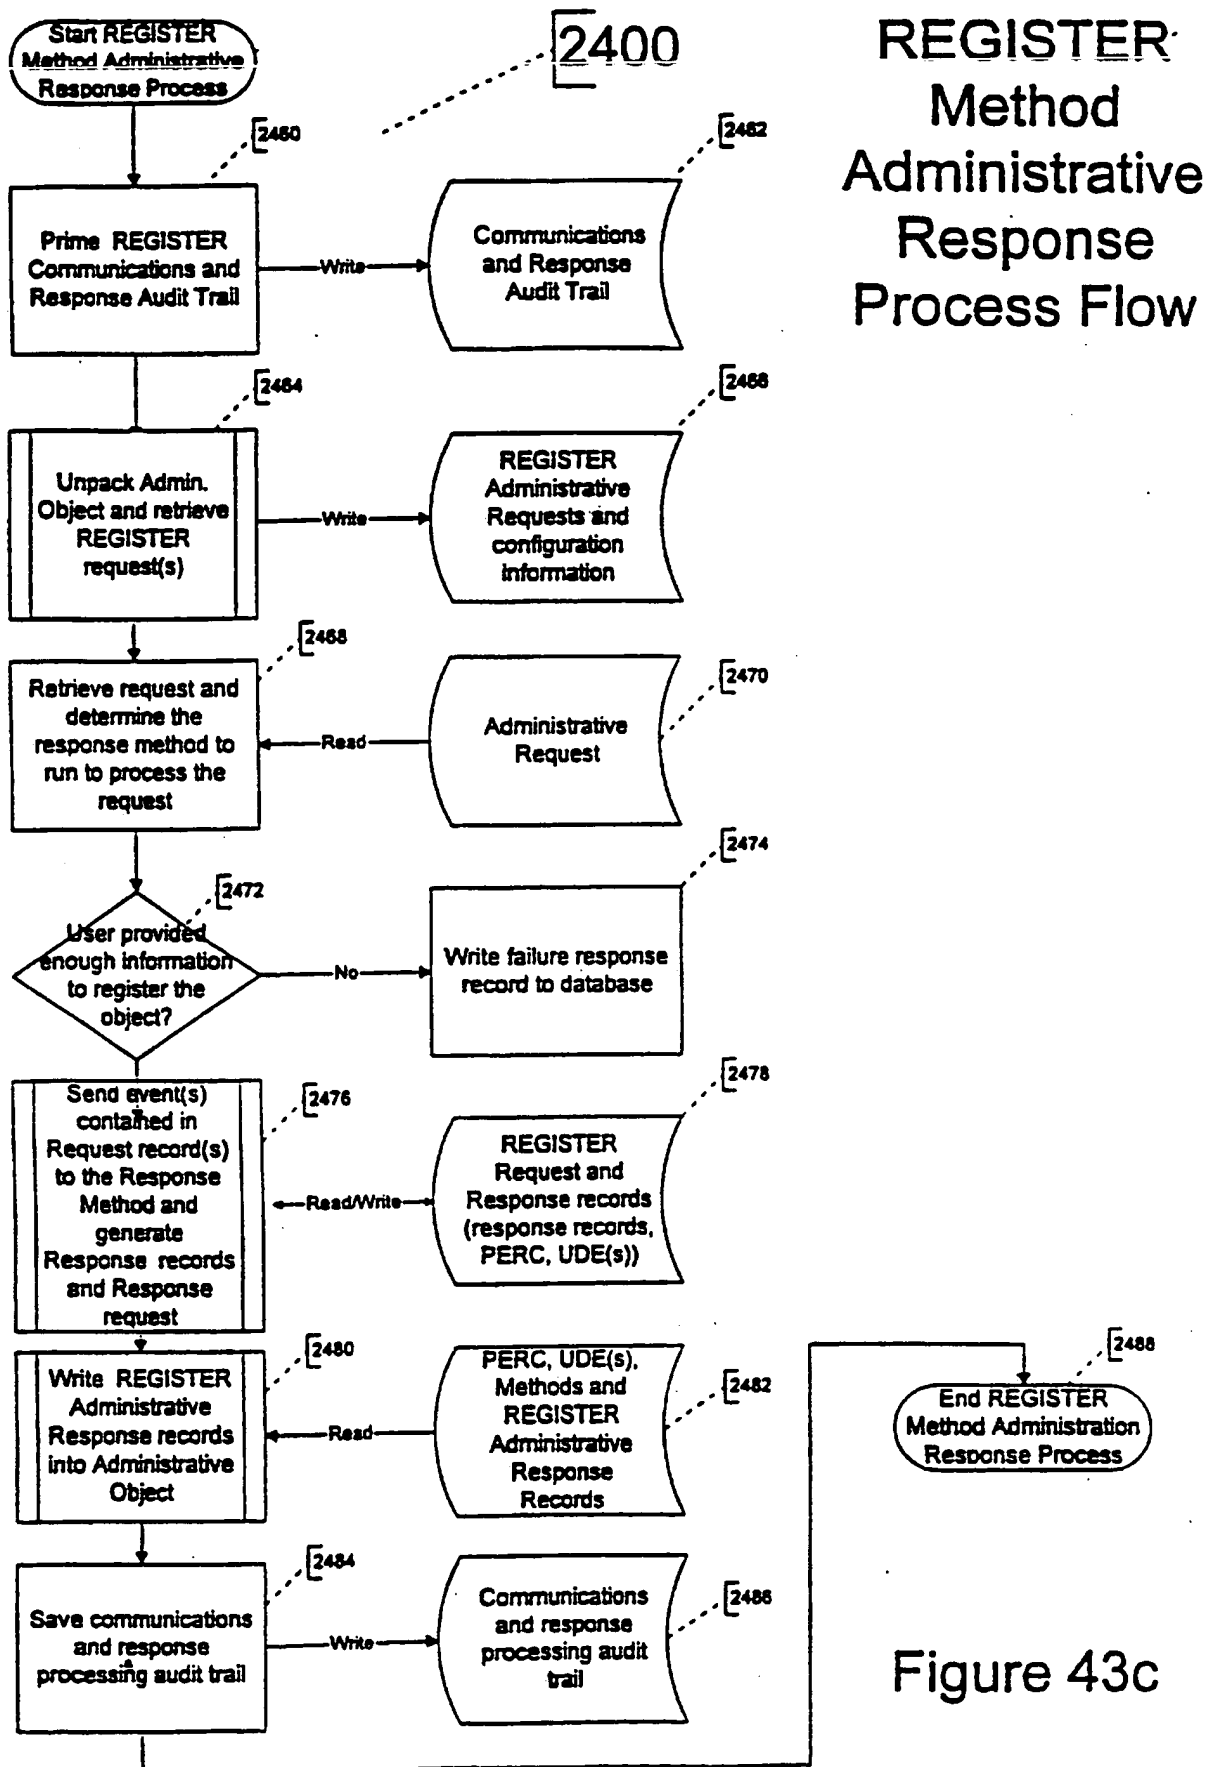 Start REGISTER
Method Administrative
Response Process
2400
REGISTER
Method
Administrative
Response
Process Flow
2460
2462
Prime REGISTER
Communications and
Response Audit Trail
Write
Communications
and Response
Audit Trail
2464
2466
Unpack Admin.
Object and retrieve
REGISTER
request(s)
Write
REGISTER
Administrative
Requests and
configuration
information
2468
2470
Retrieve request and
determine the
response method to
run to process the
request
Read
Administrative
Request
2472
2474
User provided
enough information
to register the
object?
No
Write failure response
record to database
2476
2478
Send event(s)
contained in
Request record(s)
to the Response
Method and
generate
Response records
and Response
request
Read/Write
REGISTER
Request and
Response records
(response records,
PERC, UDE(s))
2480
2482
Write REGISTER
Administrative
Response records
into Administrative
Object
Read
PERC, UDE(s),
Methods and
REGISTER
Administrative
Response
Records
2488
End REGISTER
Method Administration
Response Process
2484
2486
Save communications
and response
processing audit trail
Write
Communications
and response
processing audit
trail
Figure 43c